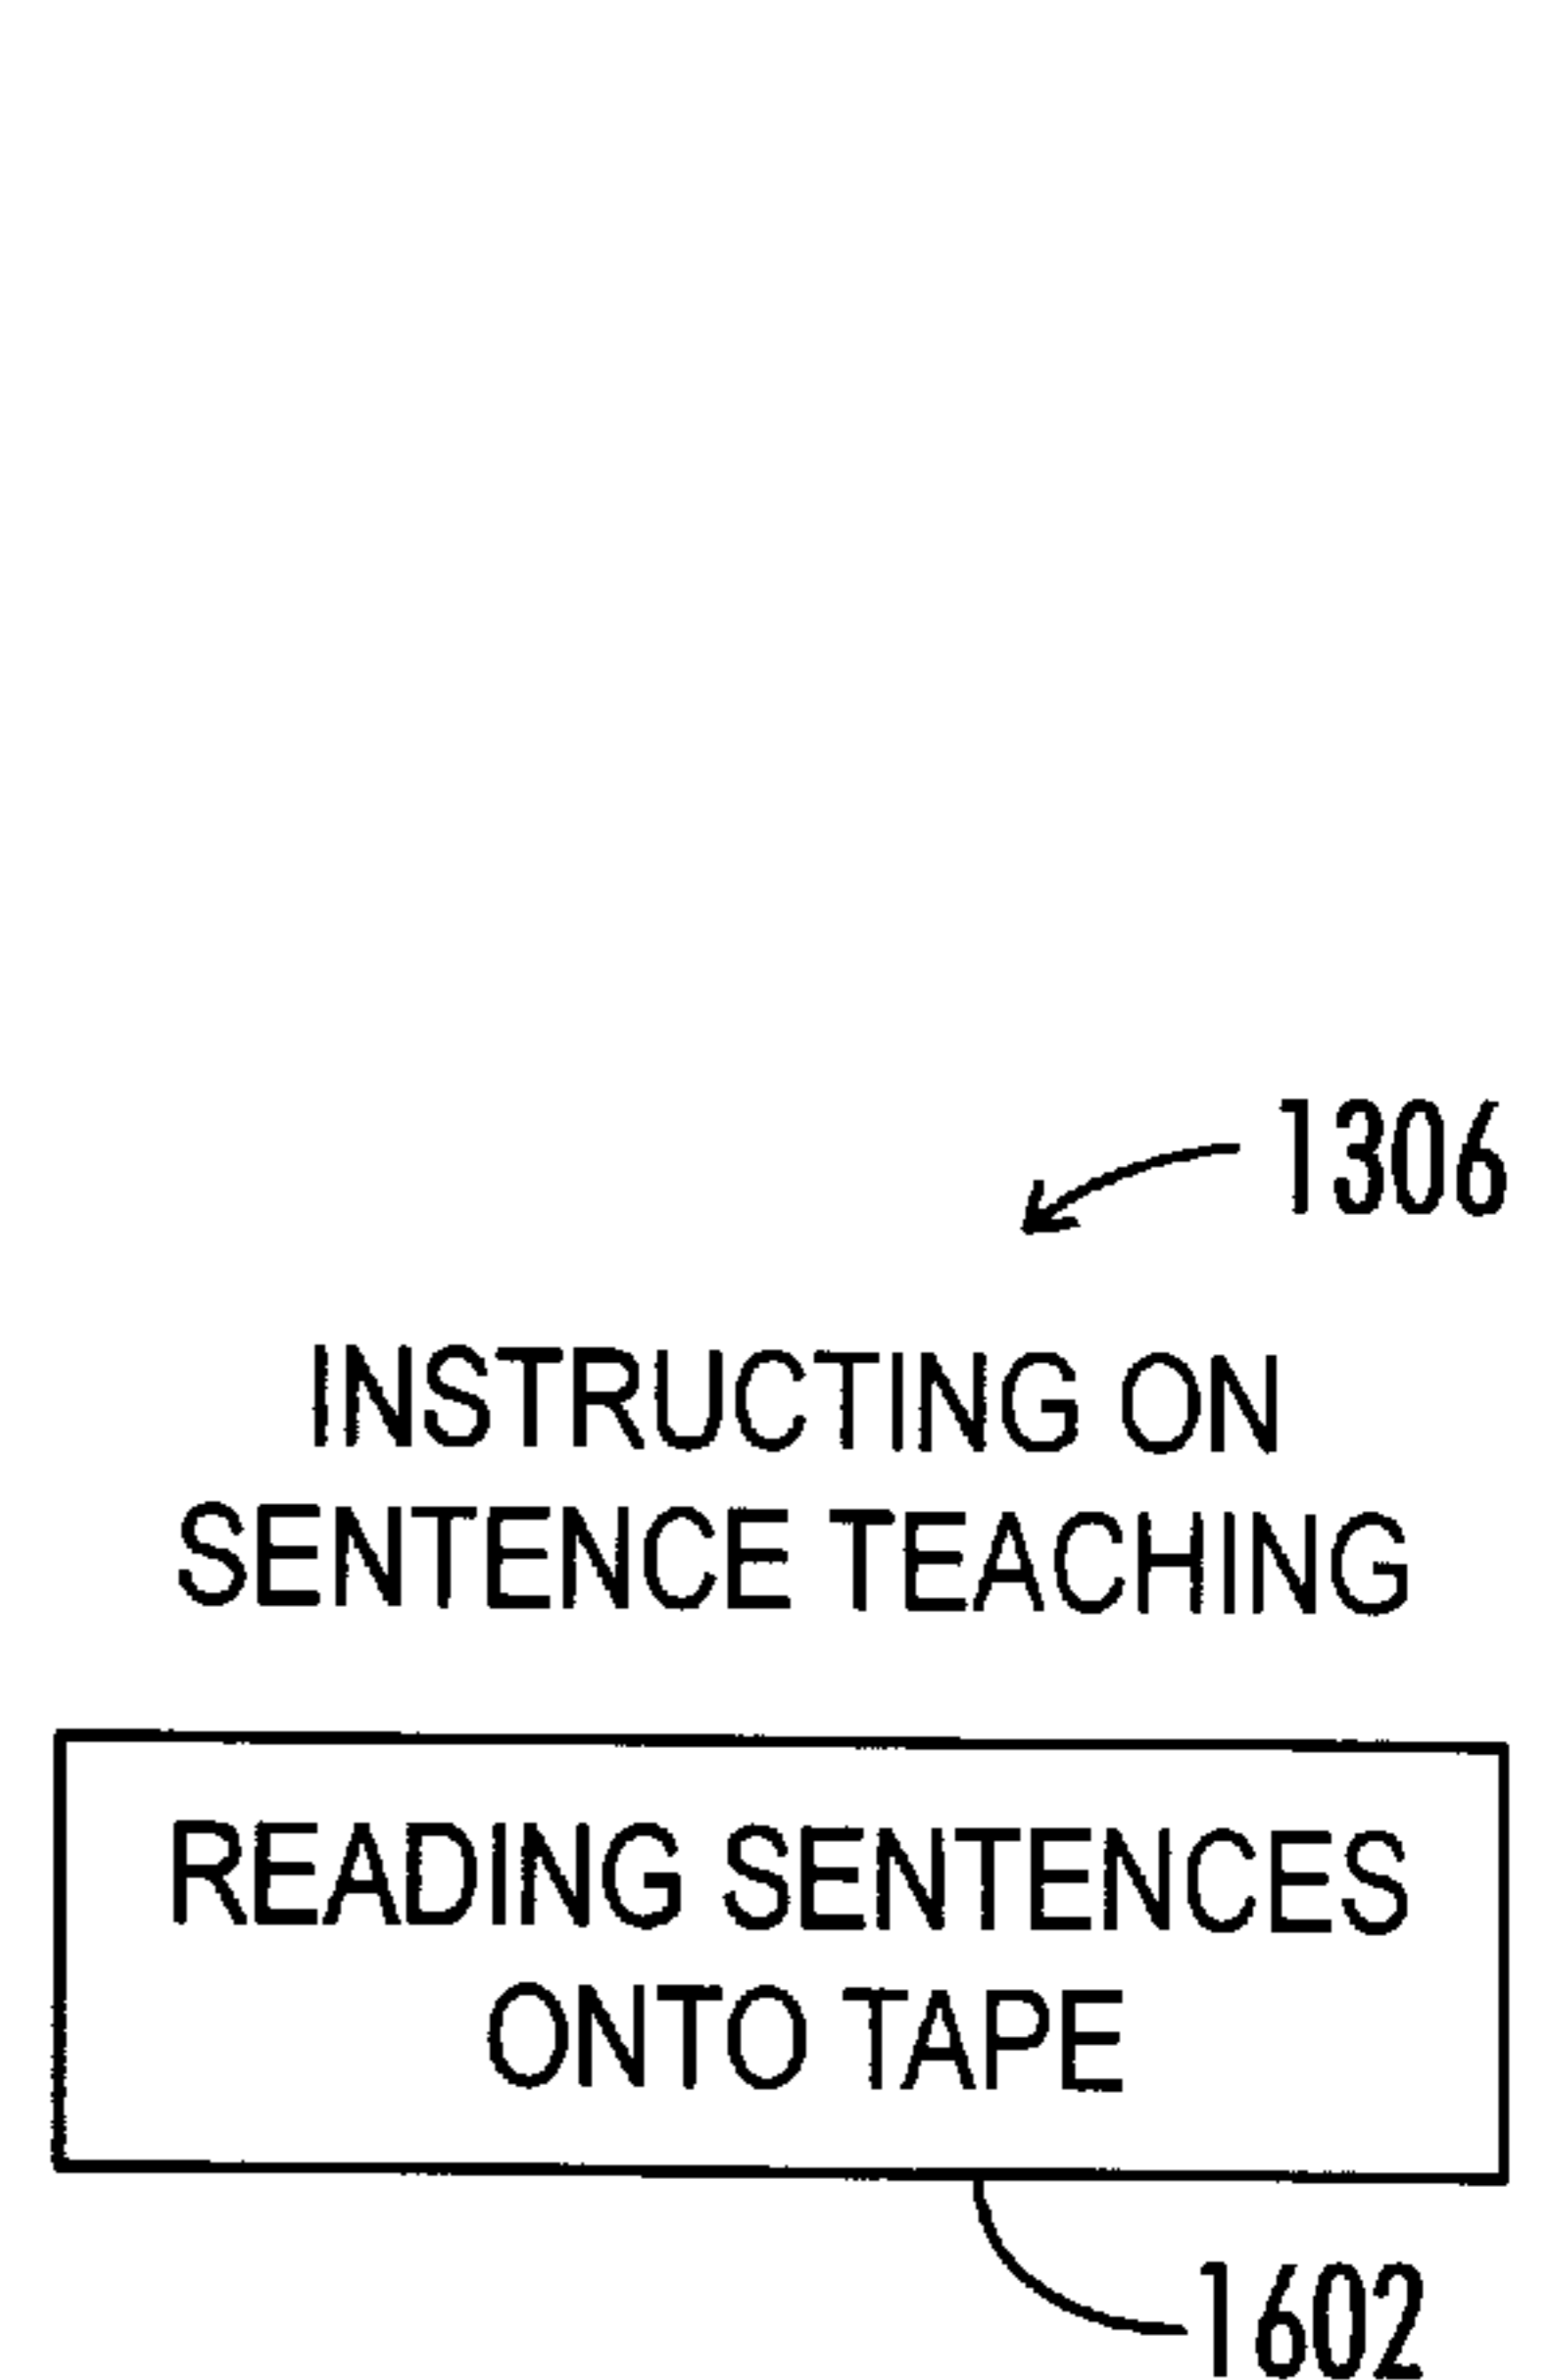 1306
INSTRUCTING ON
SENTENCE TEACHING
READING SENTENCES
ONTO TAPE
1602